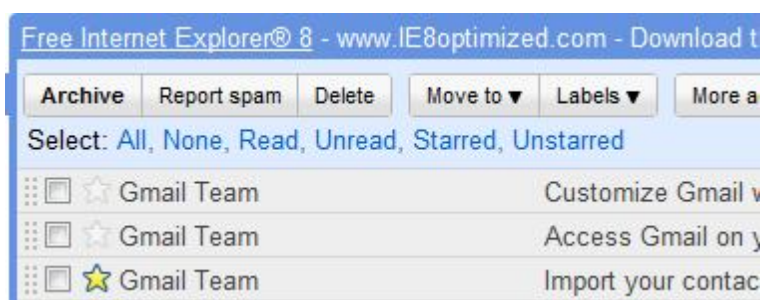 Free Internet Explorer® 8 - www.IE8optimized.com - Download
Archive Report spam Delete Move to ▼ Labels ▼ More
Select: All, None, Read, Unread, Starred, Unstarred
Gmail Team Customize Gmail
Gmail Team Access Gmail on
Gmail Team Import your